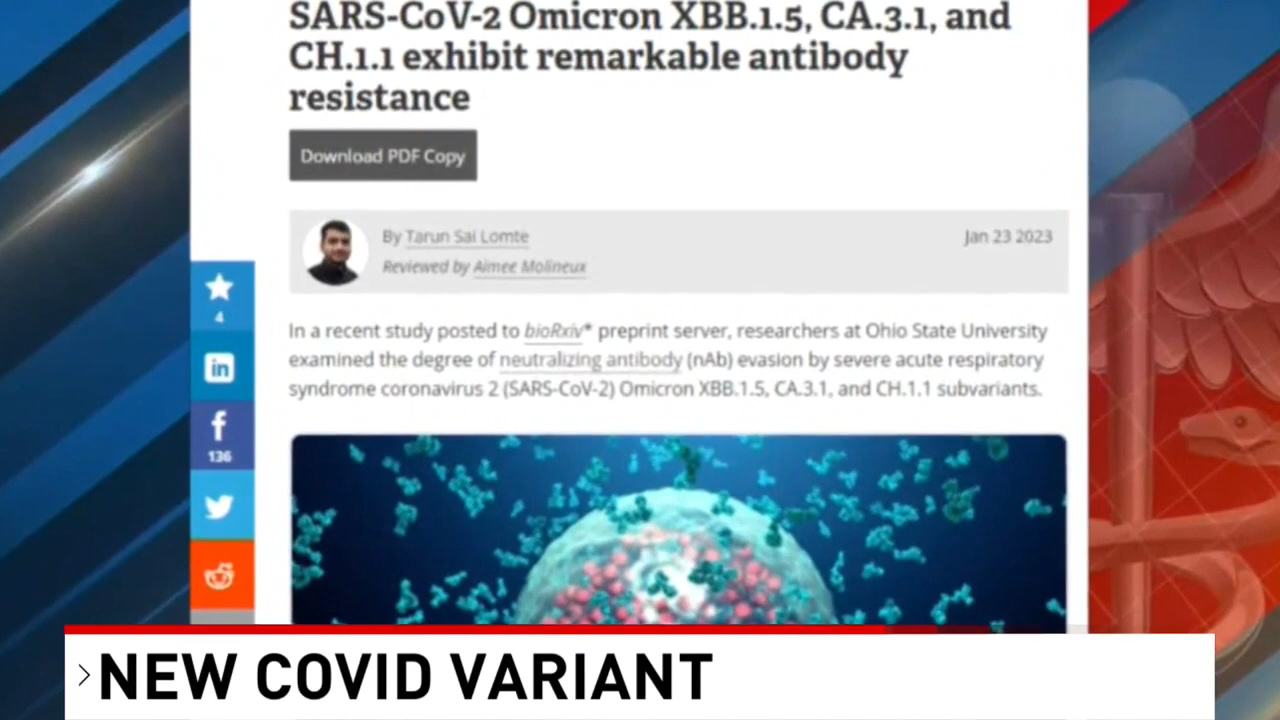 SARS-CoV-2 Omicron XBB.1.5, CA.3.1, and
CH.1.1 exhibit remarkable antibody
resistance
Download PDF Copy
By Tarun Sai Lomte
Jan 23 2023
Reviewed by Aimee Molineux
4
in
136
In a recent study posted to bioRxiv* preprint server, researchers at Ohio State University
examined the degree of neutralizing antibody (nAb) evasion by severe acute respiratory
syndrome coronavirus 2 (SARS-CoV-2) Omicron XBB.1.5, CA.3.1, and CH.1.1 subvariants.
NEW COVID VARIANT